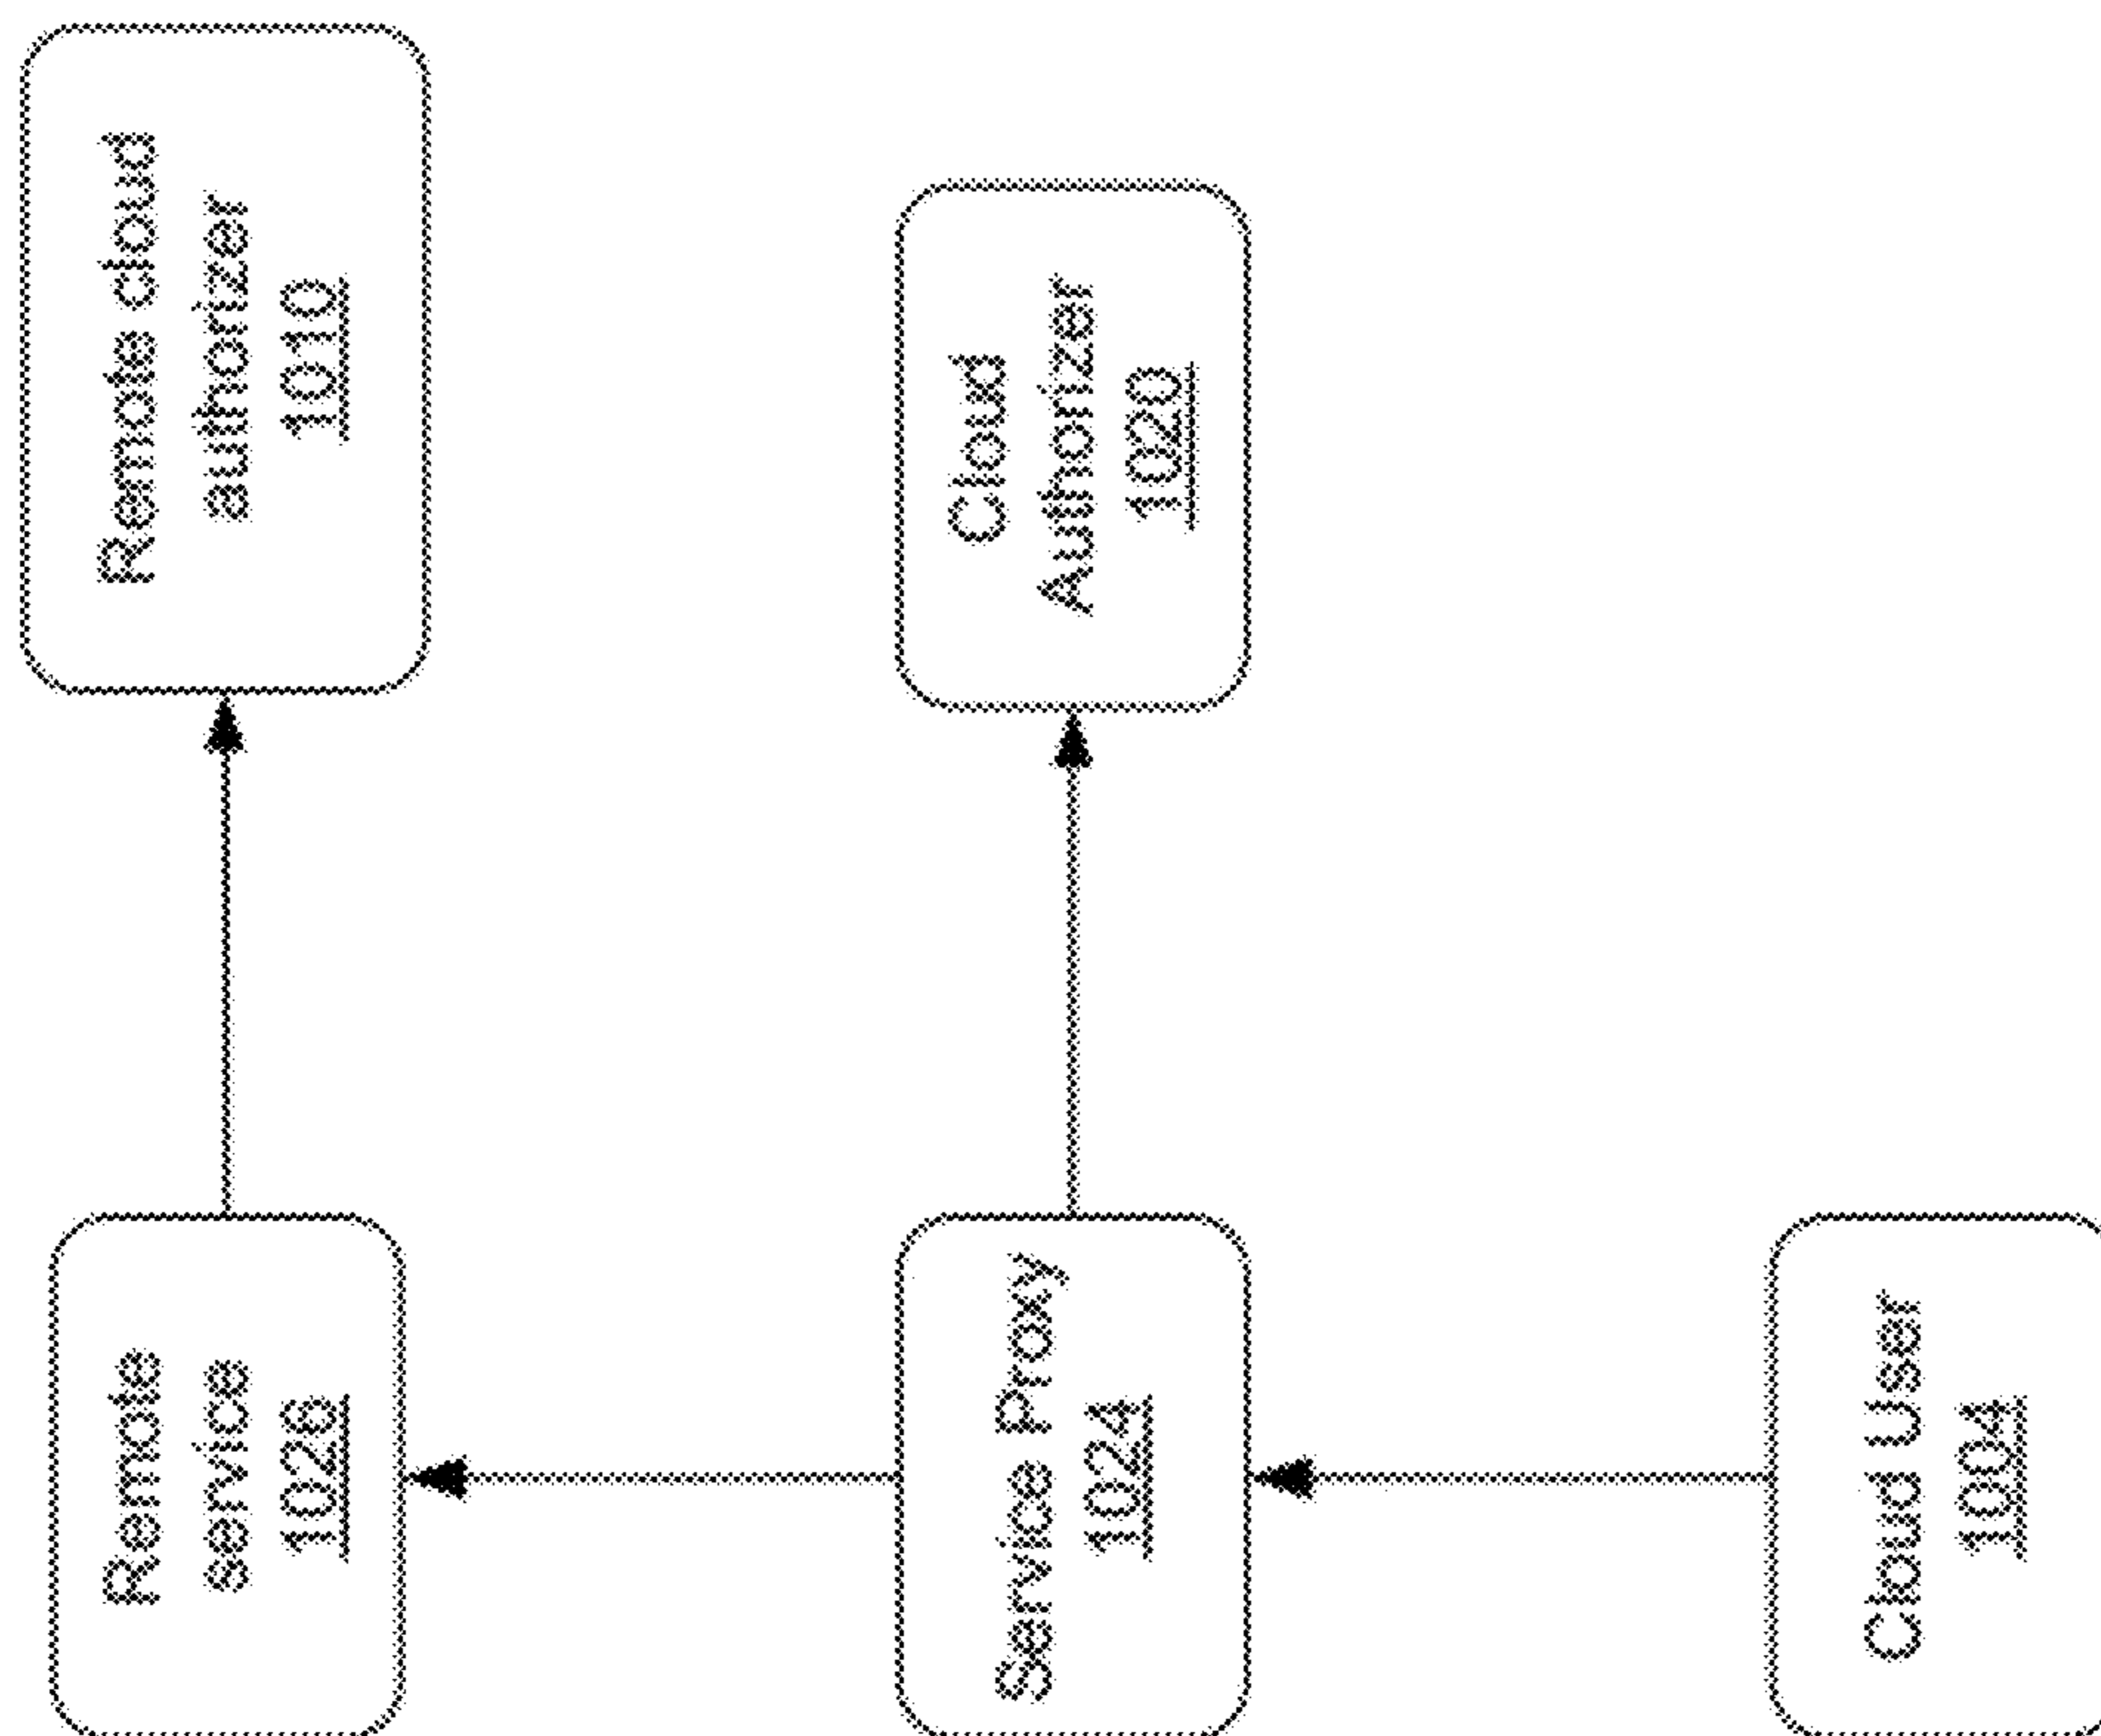 Remote
service
1026
Remote cloud
authorizer
1010
Service Proxy
1024
Cloud
Authorizer
1020
Cloud User
1004